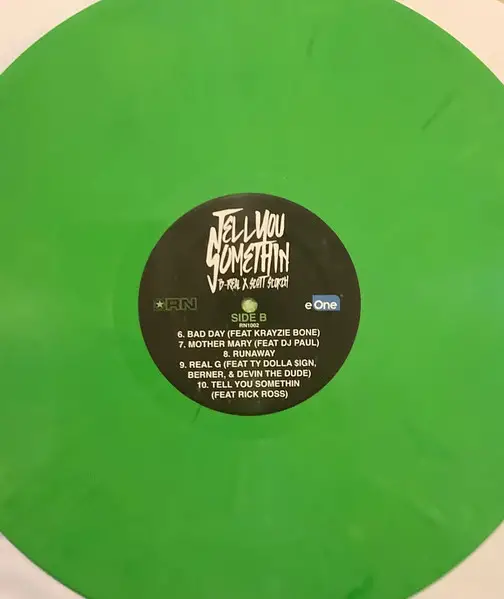 TELL YOU
SOMETHIN
B-REAL X SCOTT STORCH
RN
eOne
SIDE B
RN1002
6. BAD DAY (FEAT KRAYZIE BONE)
7. MOTHER MARY (FEAT DJ PAUL)
8. RUNAWAY
9. REAL G (FEAT TY DOLLA $IGN,
BERNER, & DEVIN THE DUDE)
10. TELL YOU SOMETHIN
(FEAT RICK ROSS)